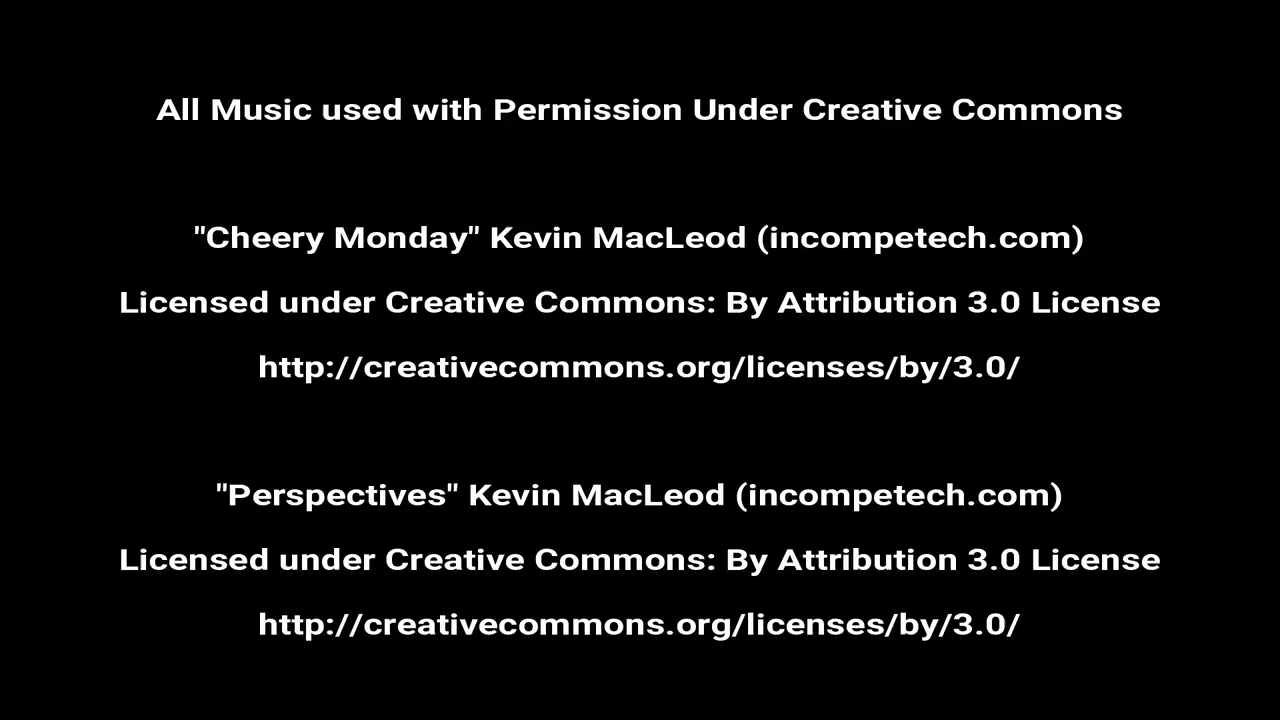 All Music used with Permission Under Creative Commons
"Cheery Monday" Kevin MacLeod (incompetech.com)
Licensed under Creative Commons: By Attribution 3.0 License
http://creativecommons.org/licenses/by/3.0/
"Perspectives" Kevin MacLeod (incompetech.com)
Licensed under Creative Commons: By Attribution 3.0 License
http://creativecommons.org/licenses/by/3.0/